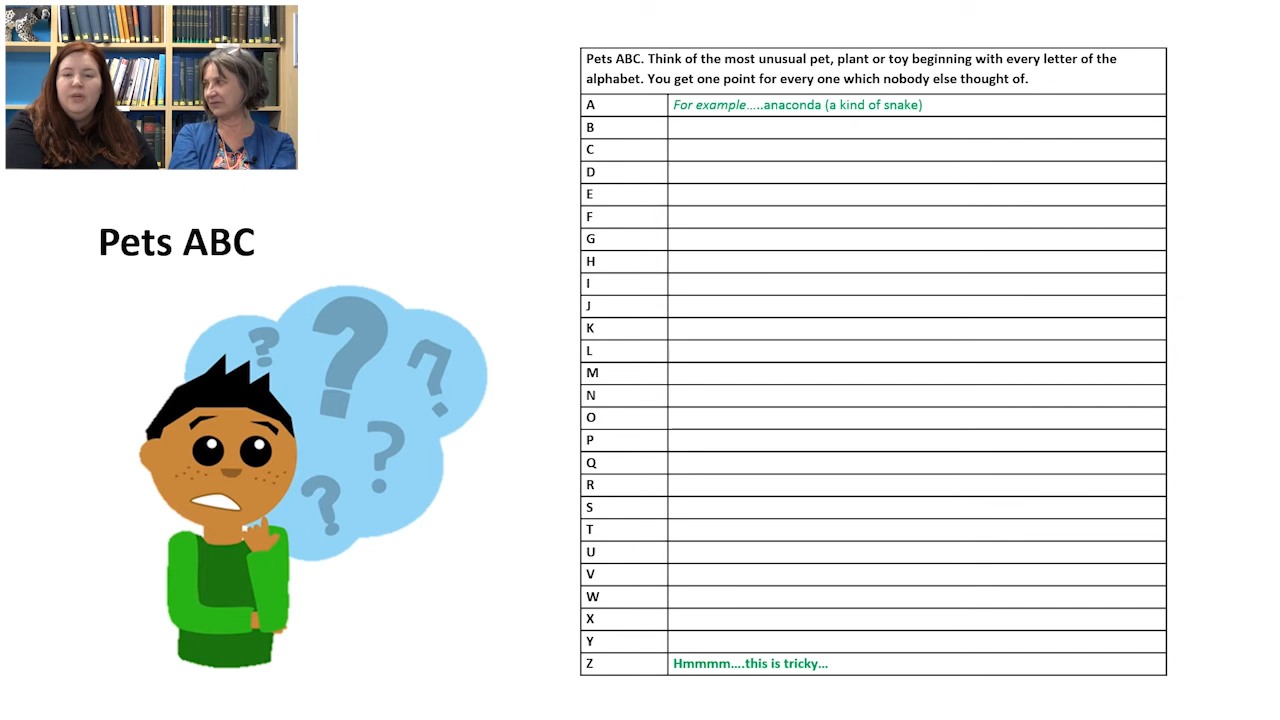 Pets ABC
Pets ABC. Think of the most unusual pet, plant or toy beginning with every letter of the
alphabet. You get one point for every one which nobody else thought of.
A For example…..anaconda (a kind of snake)
B
C
D
E
F
G
H
I
J
K
L
M
N
O
P
Q
R
S
T
U
V
W
X
Y
Z Hmmmm….this is tricky…
? ? ? ? ?